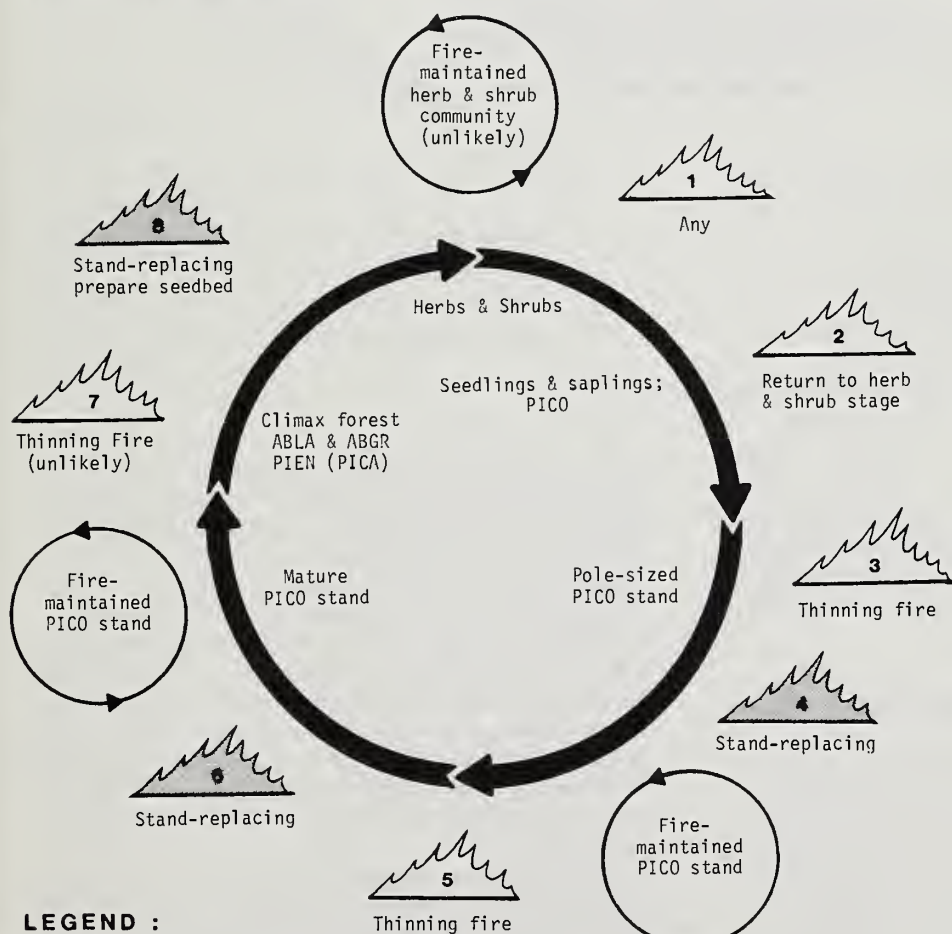 Fire-
maintained
herb & shrub
community
(unlikely)
1
Any
8
Stand-replacing
prepare seedbed
Herbs & Shrubs
2
Return to herb
& shrub stage
Seedlings & saplings;
PICO
7
Thinning Fire
(unlikely)
Climax forest
ABLA & ABGR
PIEN (PICA)
3
Thinning fire
Fire-
maintained
PICO stand
Mature
PICO stand
Pole-sized
PICO stand
4
Stand-replacing
6
Stand-replacing
Fire-
maintained
PICO stand
5
Thinning fire
LEGEND :